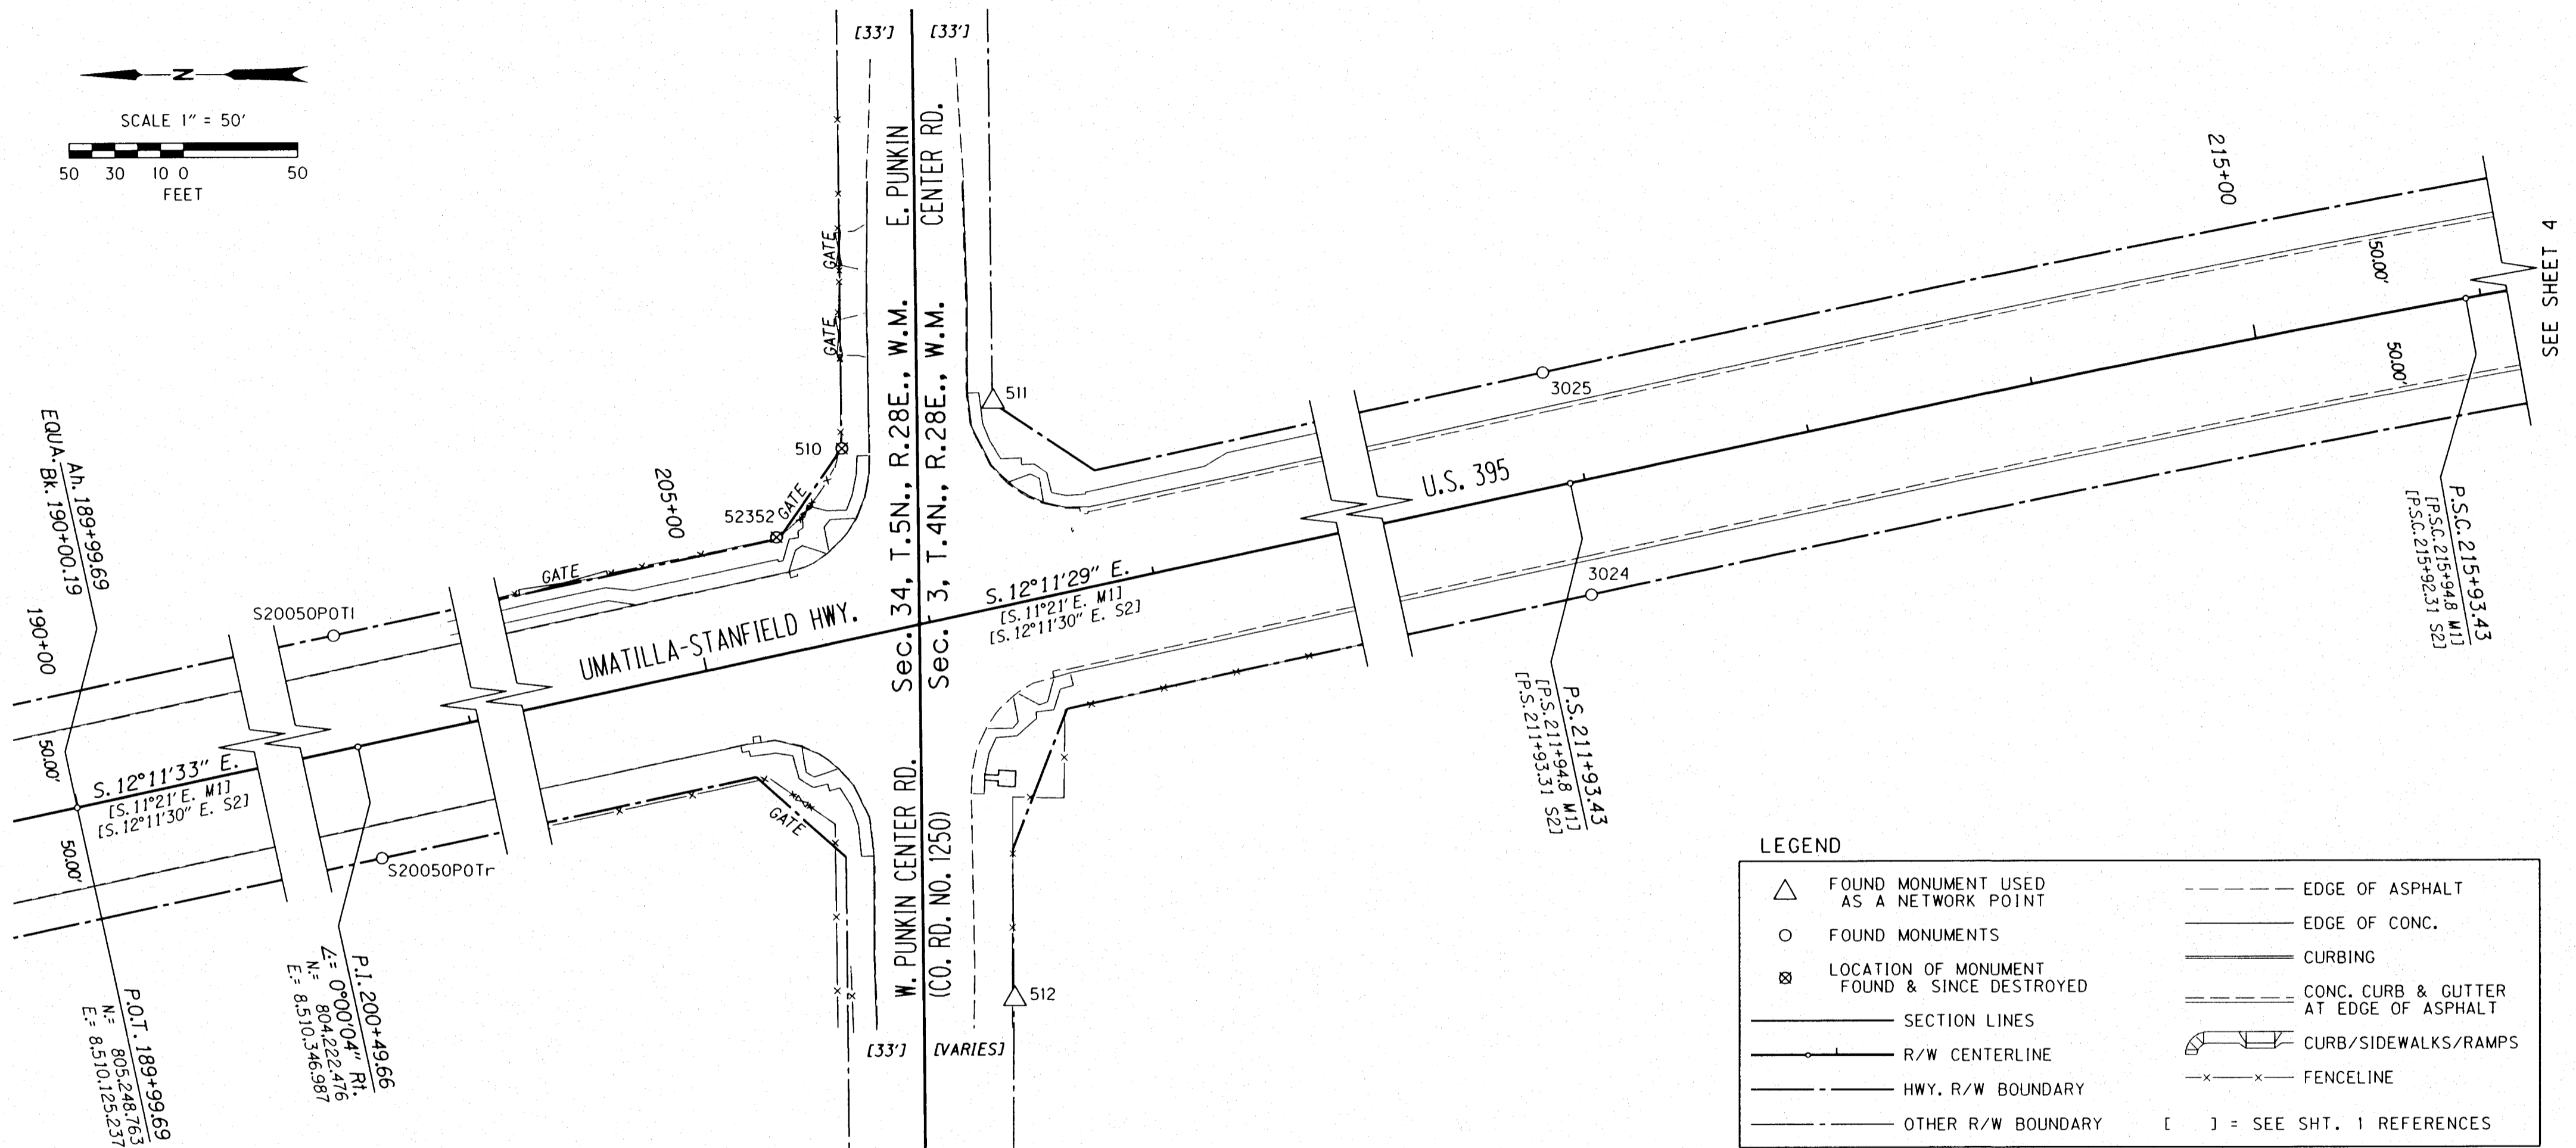 N
SCALE 1" = 50'
50 30 10 0 50
FEET
[33'] [33']
E. PUNKIN
CENTER RD.
GATE
GATE
Sec. 34, T.5N., R.28E., W.M.
Sec. 3, T.4N., R.28E., W.M.
W. PUNKIN CENTER RD.
(CO. RD. NO. 1250)
[33'] [VARIES]
510
511
512
52352
GATE
GATE
GATE
205+00
EQUA. Ah. 189+99.69
Bk. 190+00.19
190+00
S20050POTl
S20050POTr
50.00'
50.00'
S. 12°11'33" E.
[S. 11°21' E. M1]
[S. 12°11'30" E. S2]
UMATILLA-STANFIELD HWY.
S. 12°11'29" E.
[S. 11°21' E. M1]
[S. 12°11'30" E. S2]
P.O.T. 189+99.69
N.= 805,248.763
E.= 8,510,125.237
P.I. 200+49.66
∠= 0°00'04" Rt.
N.= 804,222.476
E.= 8,510,346.987
U.S. 395
3025
3024
P.S. 211+93.43
[P.S. 211+94.8 M1]
[P.S. 211+93.31 S2]
215+00
50.00'
50.00'
P.S.C. 215+93.43
[P.S.C. 215+94.8 M1]
[P.S.C. 215+92.31 S2]
SEE SHEET 4
LEGEND
FOUND MONUMENT USED
AS A NETWORK POINT
FOUND MONUMENTS
LOCATION OF MONUMENT
FOUND & SINCE DESTROYED
SECTION LINES
R/W CENTERLINE
HWY. R/W BOUNDARY
OTHER R/W BOUNDARY
EDGE OF ASPHALT
EDGE OF CONC.
CURBING
CONC. CURB & GUTTER
AT EDGE OF ASPHALT
CURB/SIDEWALKS/RAMPS
FENCELINE
[ ] = SEE SHT. 1 REFERENCES